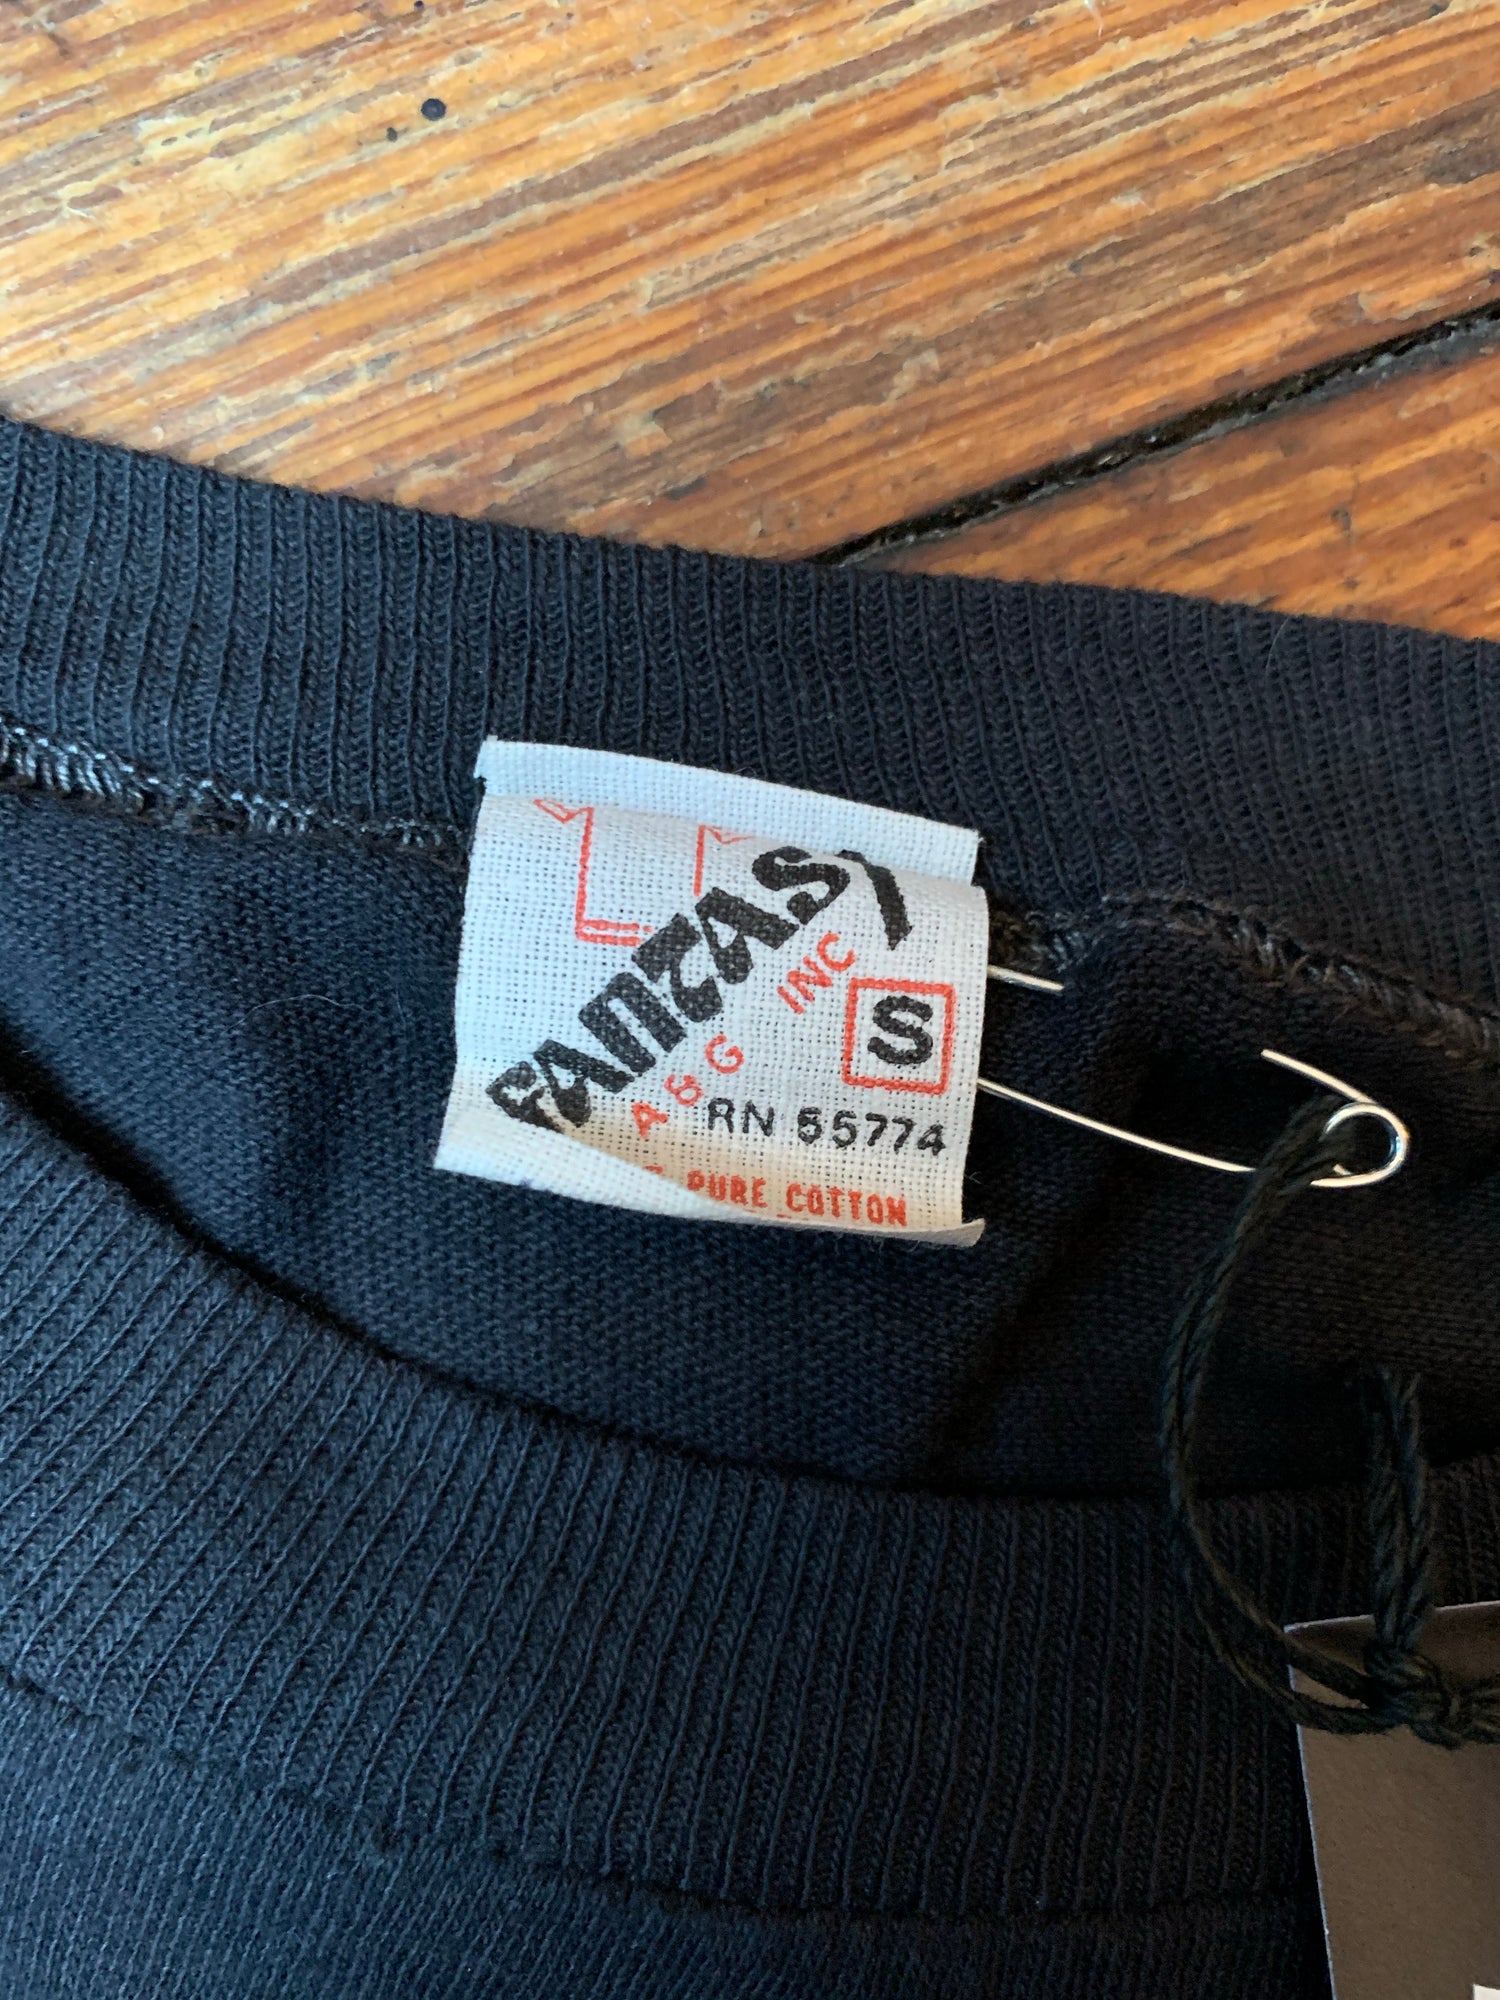 FANTASY
A & G INC
S
RN 55774
PURE COTTON